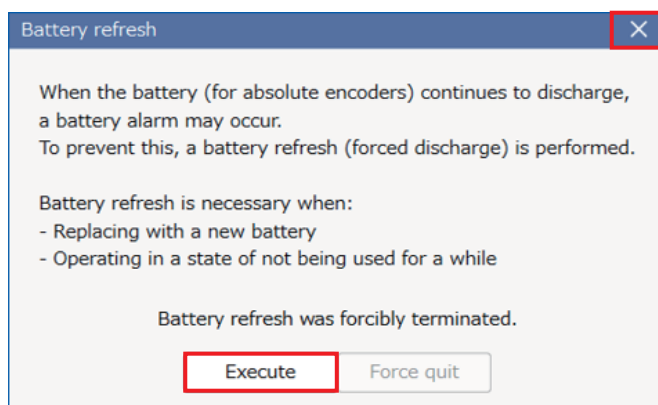 Battery refresh
When the battery (for absolute encoders) continues to discharge,
a battery alarm may occur.
To prevent this, a battery refresh (forced discharge) is performed.
Battery refresh is necessary when:
- Replacing with a new battery
- Operating in a state of not being used for a while
Battery refresh was forcibly terminated.
Execute Force quit